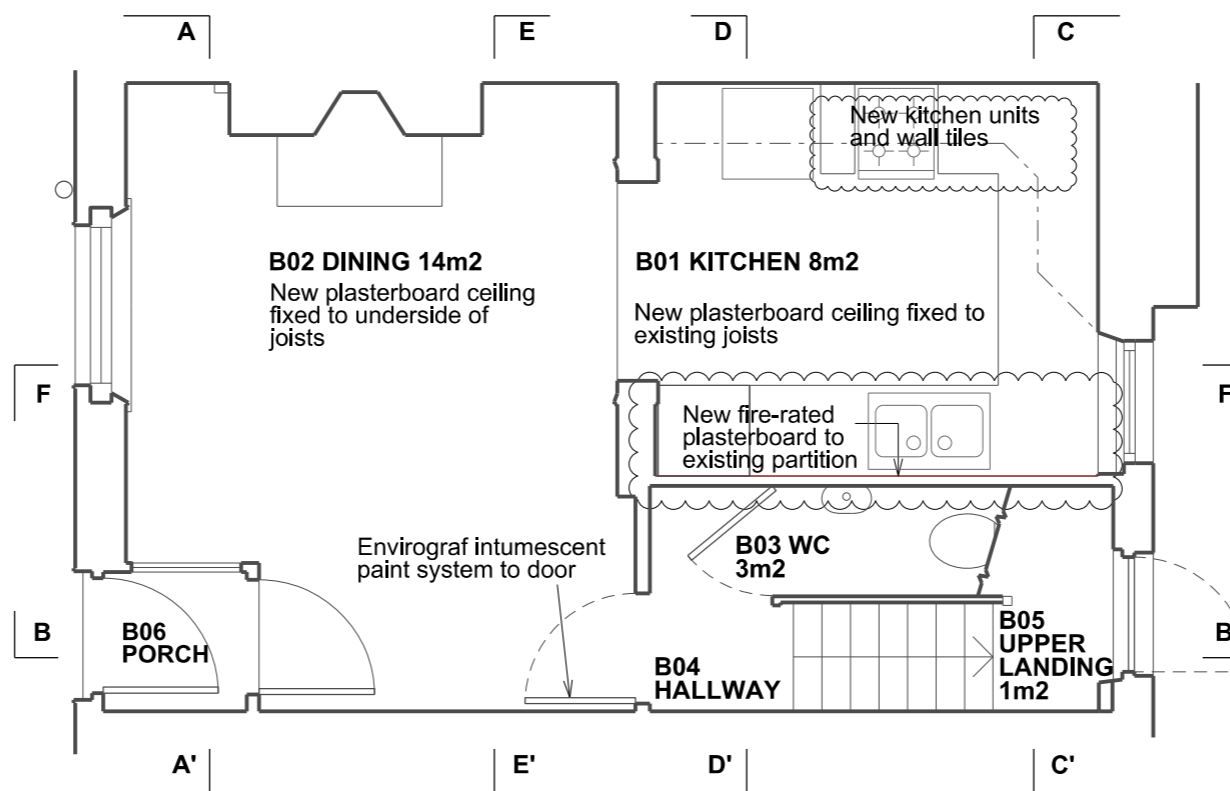 A
E
D
C
New kitchen units
and wall tiles
B02 DINING 14m2
New plasterboard ceiling
fixed to underside of
joists
B01 KITCHEN 8m2
New plasterboard ceiling fixed to
existing joists
F
F
New fire-rated
plasterboard to
existing partition
Envirograf intumescent
paint system to door
B03 WC
3m2
B
B06
PORCH
B04
HALLWAY
B05
UPPER
LANDING
1m2
B
A'
E'
D'
C'